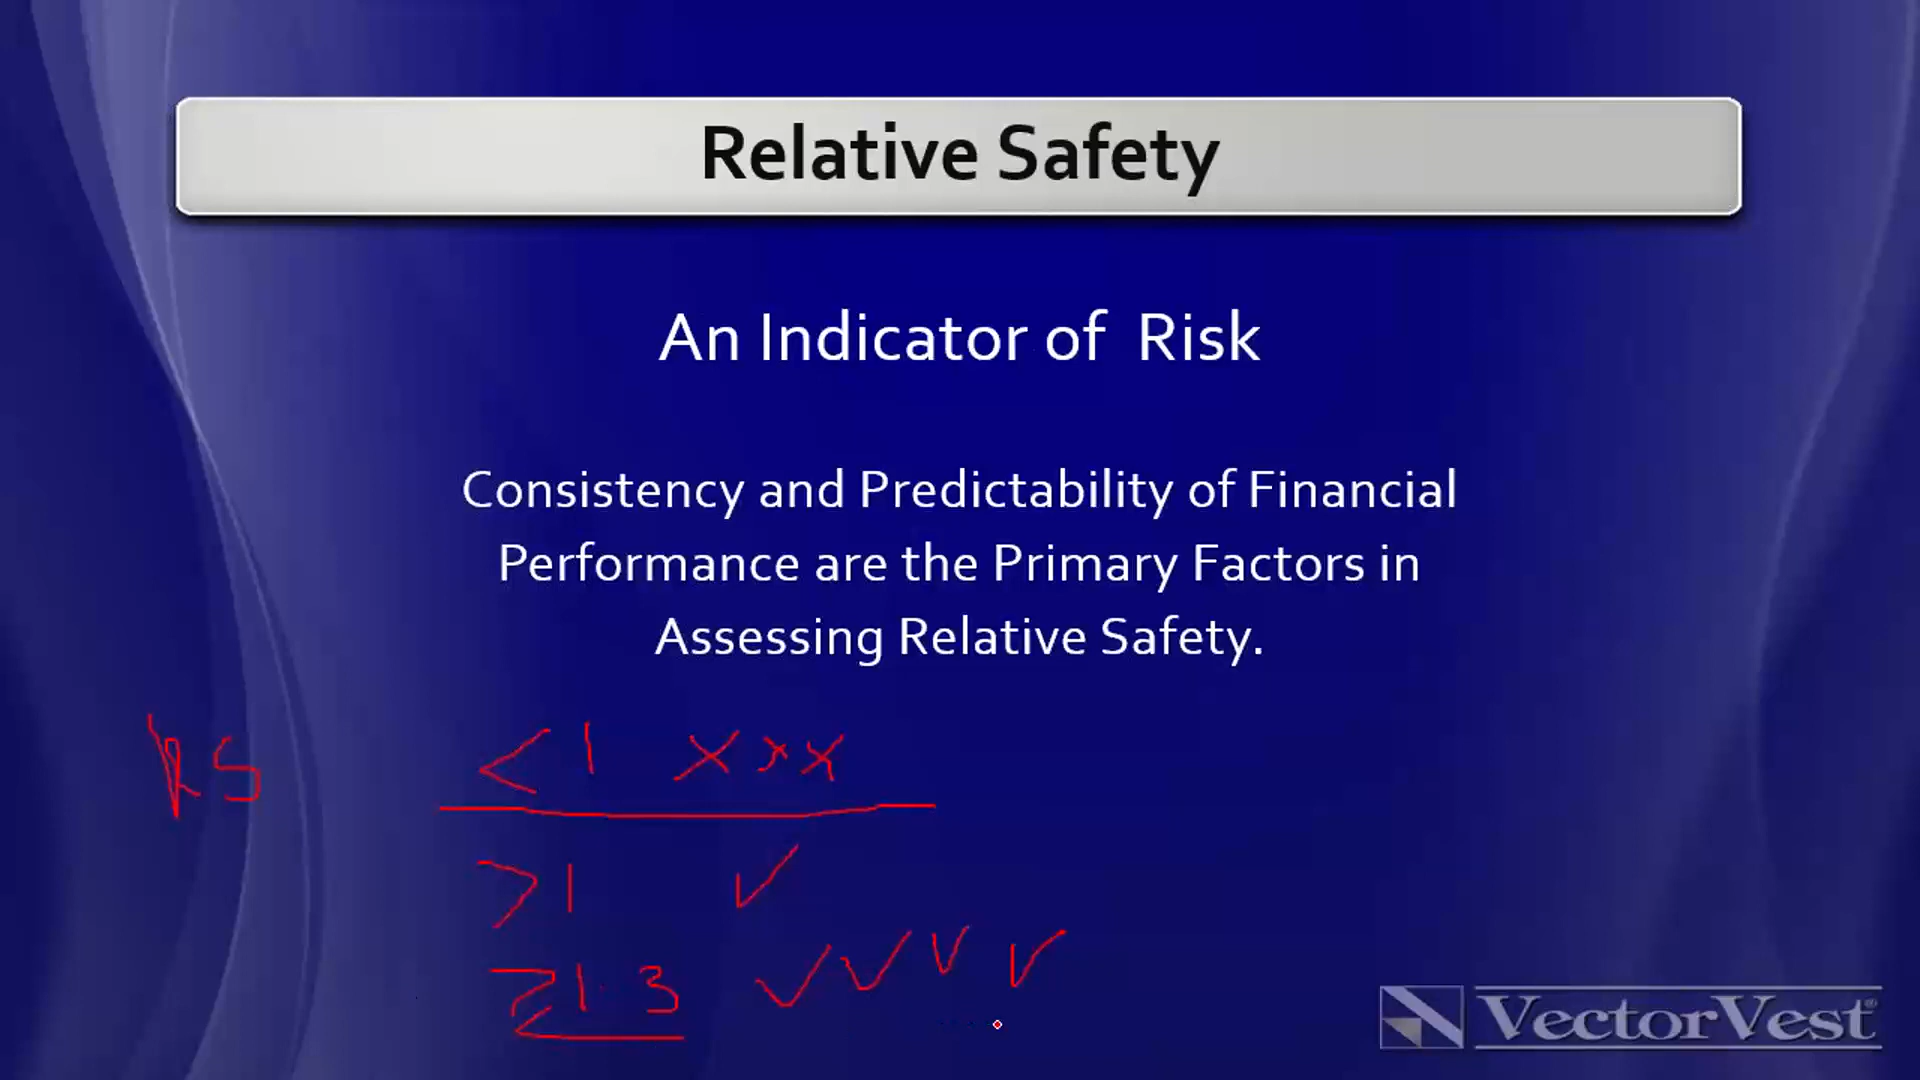 Relative Safety
An Indicator of Risk
Consistency and Predictability of Financial
Performance are the Primary Factors in
Assessing Relative Safety.
RS <1 xxx
>1 ✓
≥1.3 ✓✓✓✓
VectorVest®